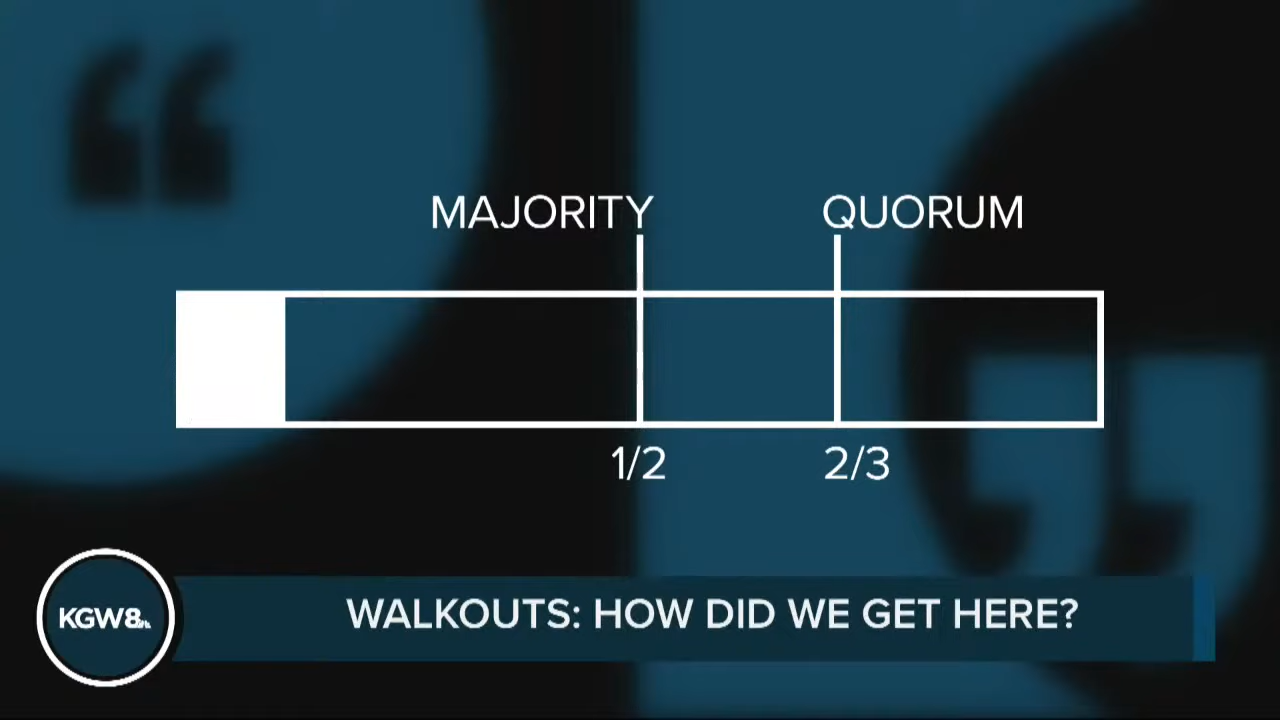 MAJORITY QUORUM
1/2 2/3
WALKOUTS: HOW DID WE GET HERE?
KGW8